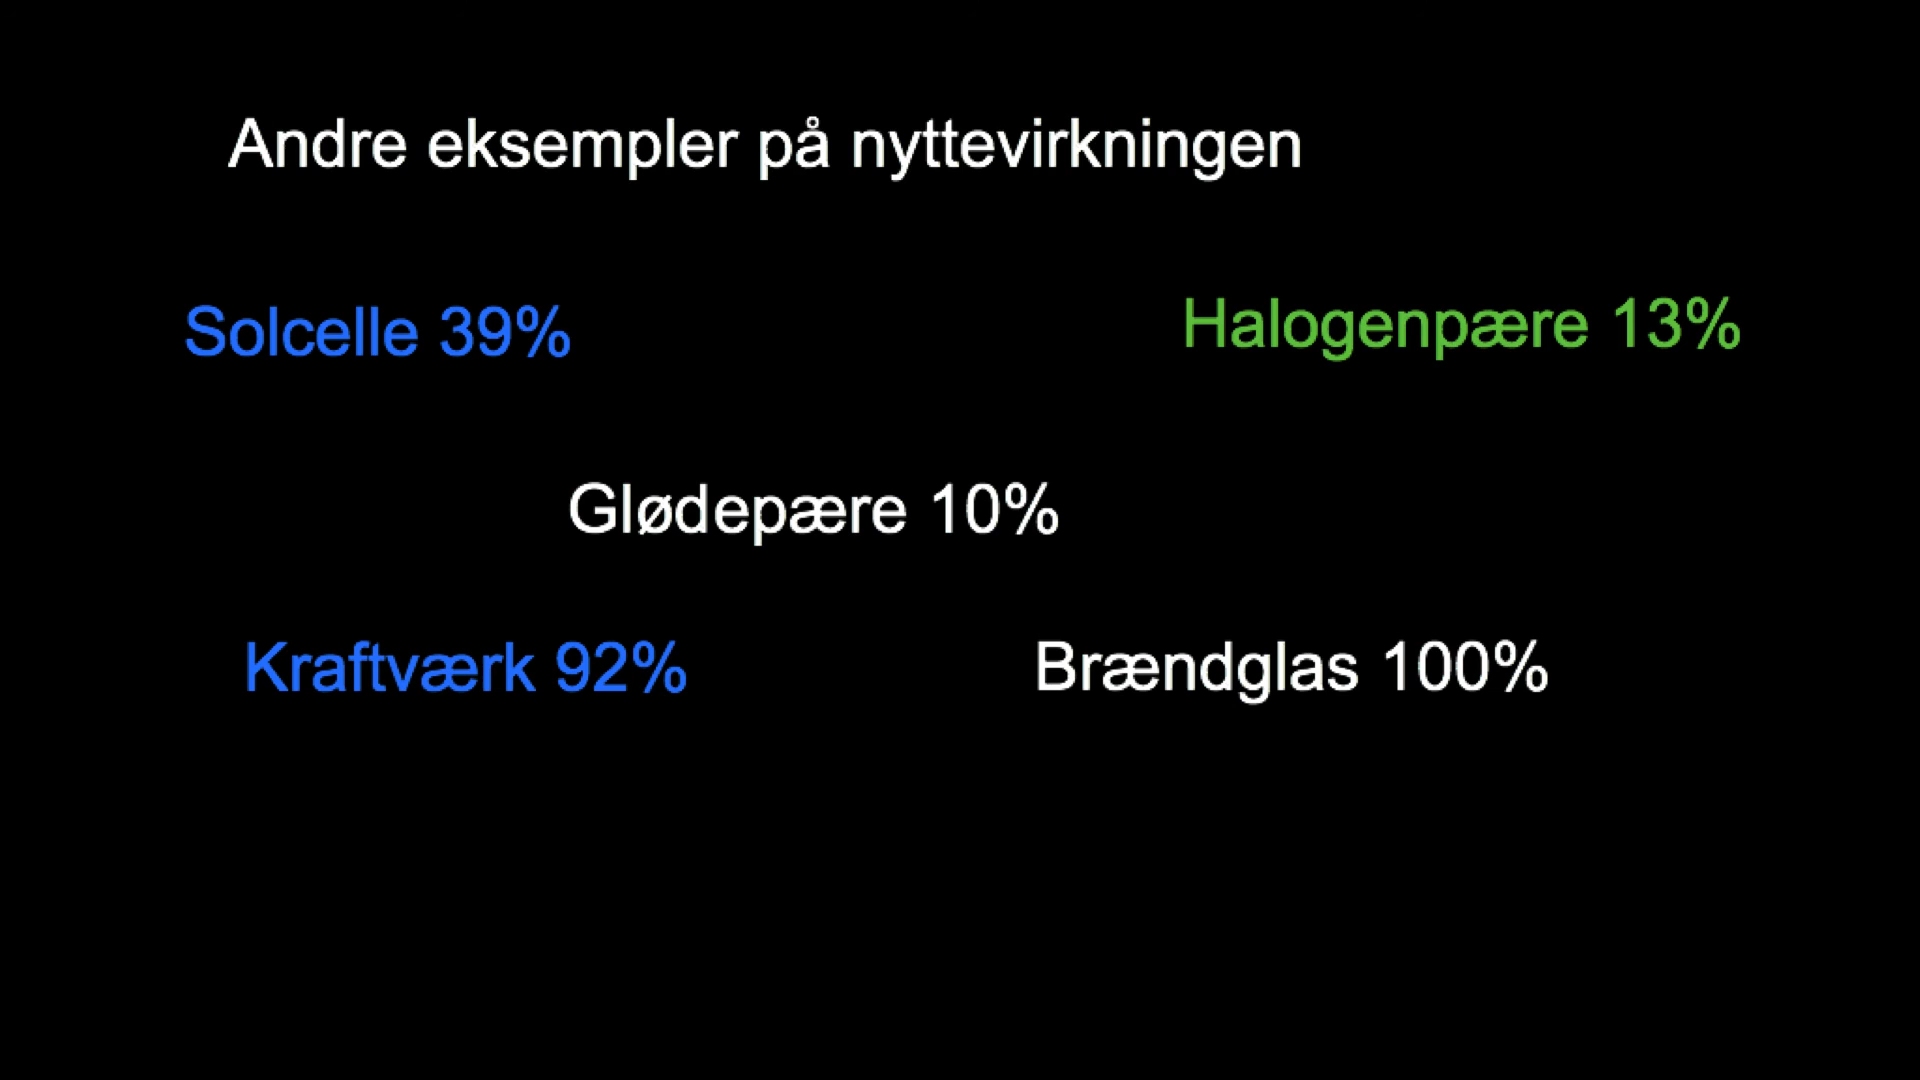 Andre eksempler på nyttevirkningen
Solcelle 39%
Halogenpære 13%
Glødepære 10%
Kraftværk 92%
Brændglas 100%